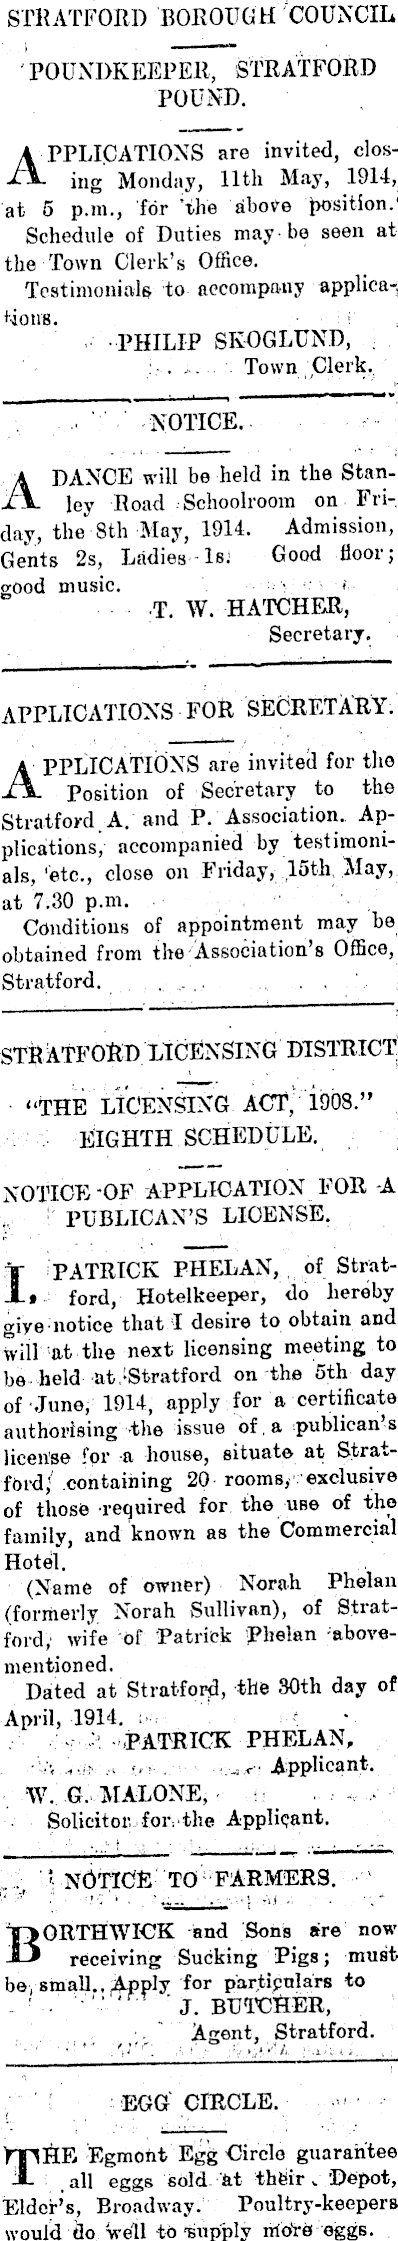 STRATFORD BOROUGH COUNCIL
POUNDKEEPER, STRATFORD
POUND.
APPLICATIONS are invited, clos-
ing Monday, 11th May, 1914,
at 5 p.m., for the above position.
Schedule of Duties may be seen at
the Town Clerk's Office.
Testimonials to accompany applica-
tions.
PHILIP SKOGLUND,
Town Clerk.
NOTICE.
A DANCE will be held in the Stan-
ley Road Schoolroom on Fri-
day, the 8th May, 1914. Admission,
Gents 2s, Ladies 1s. Good floor;
good music.
T. W. HATCHER,
Secretary.
APPLICATIONS FOR SECRETARY.
APPLICATIONS are invited for the
Position of Secretary to the
Stratford A. and P. Association. Ap-
plications, accompanied by testimoni-
als, etc., close on Friday, 15th May,
at 7.30 p.m.
Conditions of appointment may be
obtained from the Association's Office,
Stratford.
STRATFORD LICENSING DISTRICT
"THE LICENSING ACT, 1908."
EIGHTH SCHEDULE.
NOTICE OF APPLICATION FOR A
PUBLICAN'S LICENSE.
I, PATRICK PHELAN, of Strat-
ford, Hotelkeeper, do hereby
give notice that I desire to obtain and
will at the next licensing meeting to
be held at Stratford on the 5th day
of June, 1914, apply for a certificate
authorising the issue of a publican's
license for a house, situate at Strat-
ford, containing 20 rooms, exclusive
of those required for the use of the
family, and known as the Commercial
Hotel.
(Name of owner) Norah Phelan
(formerly Norah Sullivan), of Strat-
ford, wife of Patrick Phelan above-
mentioned.
Dated at Stratford, the 30th day of
April, 1914.
PATRICK PHELAN,
Applicant.
W. G. MALONE,
Solicitor for the Applicant.
NOTICE TO FARMERS.
BORTHWICK and Sons are now
receiving Sucking Pigs; must
be small. Apply for particulars to
J. BUTCHER,
Agent, Stratford.
EGG CIRCLE.
THE Egmont Egg Circle guarantee
all eggs sold at their Depot,
Elder's, Broadway. Poultry-keepers
would do well to supply more eggs.